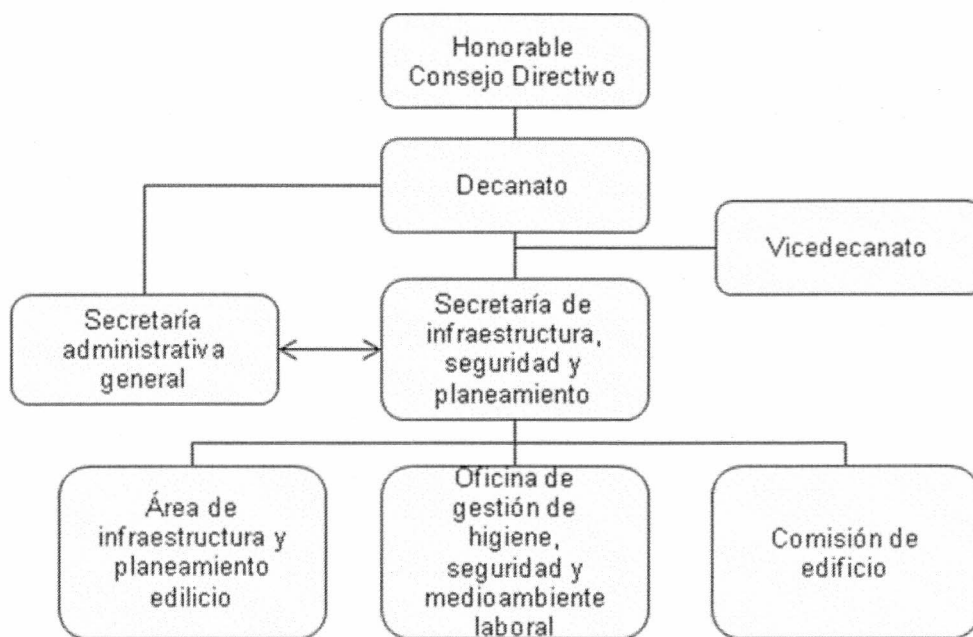 Honorable
Consejo Directivo
Decanato
Vicedecanato
Secretaría
administrativa
general
Secretaría de
infraestructura,
seguridad y
planeamiento
Área de
infraestructura y
planeamiento
edilicio
Oficina de
gestión de
higiene,
seguridad y
medioambiente
laboral
Comisión de
edificio